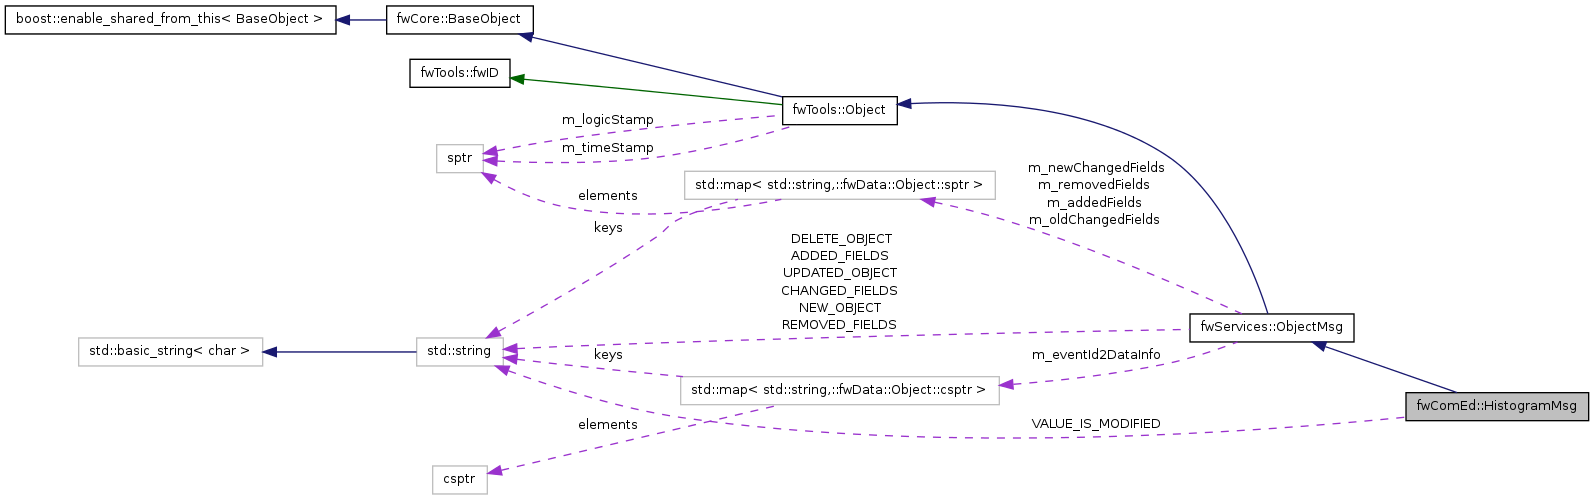 boost::enable_shared_from_this< BaseObject >
fwCore::BaseObject
fwTools::fwID
fwTools::Object
m_logicStamp
m_timeStamp
sptr
elements
std::map< std::string,::fwData::Object::sptr >
m_newChangedFields
m_removedFields
m_addedFields
m_oldChangedFields
keys
DELETE_OBJECT
ADDED_FIELDS
UPDATED_OBJECT
CHANGED_FIELDS
NEW_OBJECT
REMOVED_FIELDS
fwServices::ObjectMsg
std::basic_string< char >
std::string
keys
m_eventId2DataInfo
std::map< std::string,::fwData::Object::csptr >
fwComEd::HistogramMsg
elements
VALUE_IS_MODIFIED
csptr